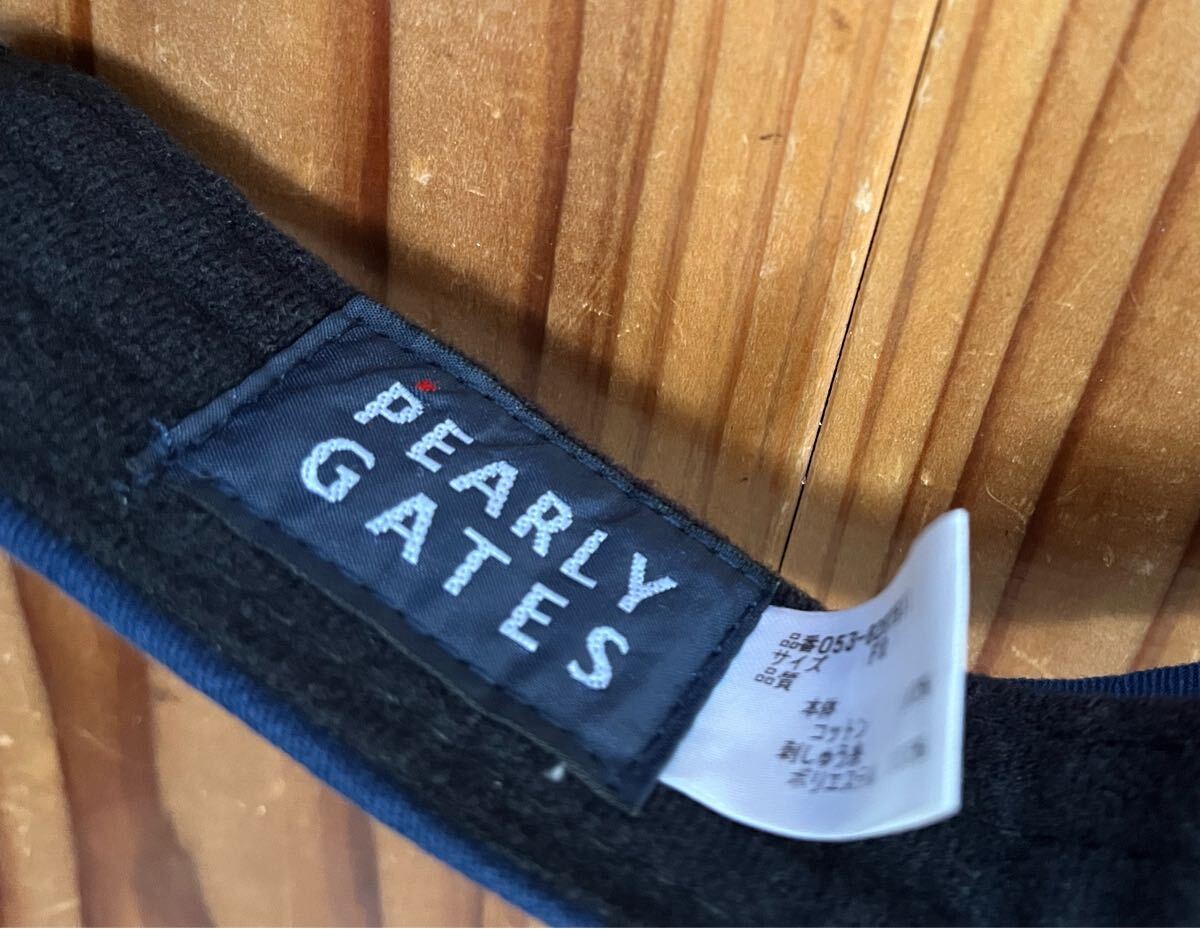 PEARLY
GATES
品番053-
サイズ
品質
本体
コットン
刺しゅう糸
ポリエステル